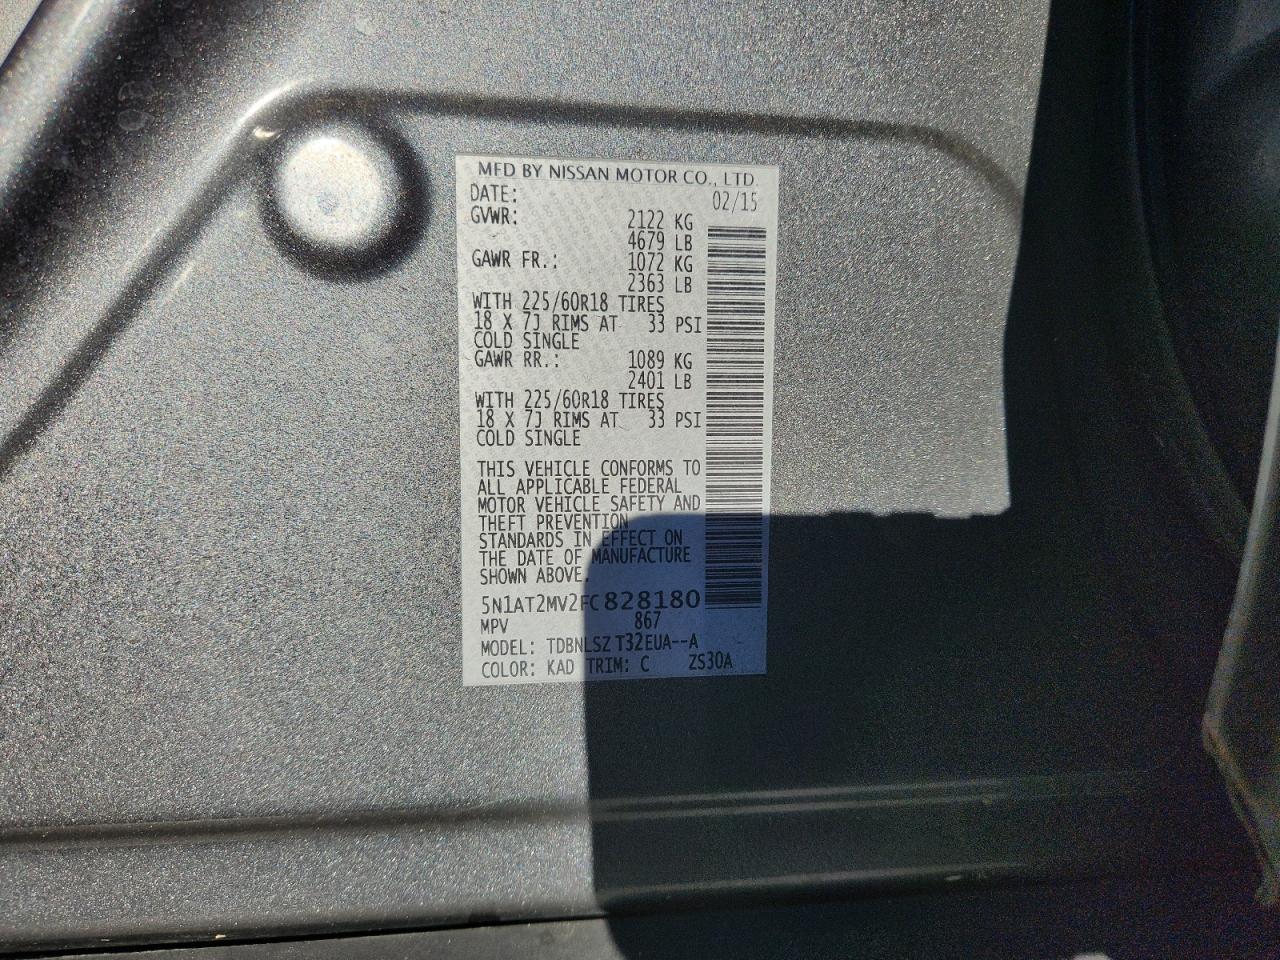 MFD BY NISSAN MOTOR CO., LTD.
DATE: 02/15
GVWR: 2122 KG
4679 LB
GAWR FR.: 1072 KG
2363 LB
WITH 225/60R18 TIRES
18 X 7J RIMS AT 33 PSI
COLD SINGLE
GAWR RR.: 1089 KG
2401 LB
WITH 225/60R18 TIRES
18 X 7J RIMS AT 33 PSI
COLD SINGLE
THIS VEHICLE CONFORMS TO
ALL APPLICABLE FEDERAL
MOTOR VEHICLE SAFETY AND
THEFT PREVENTION
STANDARDS IN EFFECT ON
THE DATE OF MANUFACTURE
SHOWN ABOVE.
5N1AT2MV2FC828180
MPV 867
MODEL: TDBNLSZ T32EUA--A
COLOR: KAD TRIM: C ZS30A